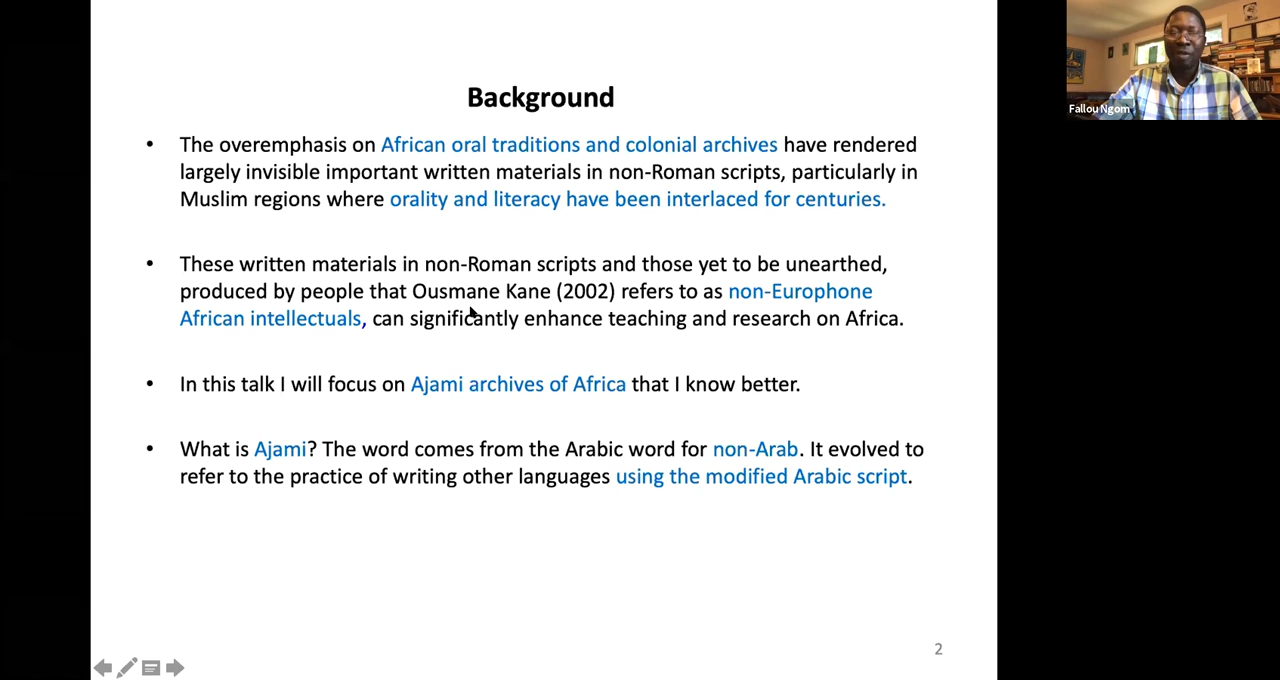 Background
• The overemphasis on African oral traditions and colonial archives have rendered
largely invisible important written materials in non-Roman scripts, particularly in
Muslim regions where orality and literacy have been interlaced for centuries.
• These written materials in non-Roman scripts and those yet to be unearthed,
produced by people that Ousmane Kane (2002) refers to as non-Europhone
African intellectuals, can significantly enhance teaching and research on Africa.
• In this talk I will focus on Ajami archives of Africa that I know better.
• What is Ajami? The word comes from the Arabic word for non-Arab. It evolved to
refer to the practice of writing other languages using the modified Arabic script.
2
Fallou Ngom